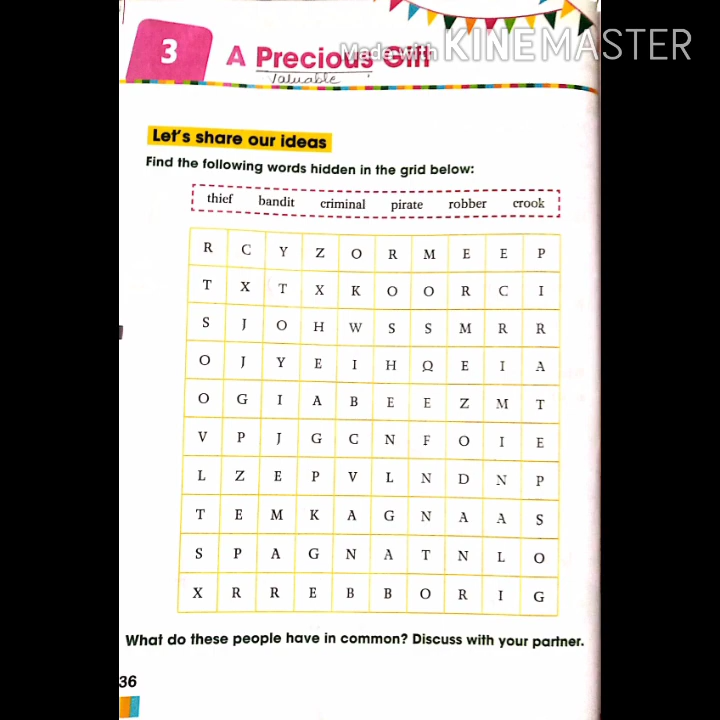 3
A Precious Gift
Made with KINEMASTER
Valuable
Let's share our ideas
Find the following words hidden in the grid below:
thief bandit criminal pirate robber crook
R C Y Z O R M E E P
T X T X K O O R C I
S J O H W S S M R R
O J Y E I H Q E I A
O G I A B E E Z M T
V P J G C N F O I E
L Z E P V L N D N P
T E M K A G N A A S
S P A G N A T N L O
X R R E B B O R I G
What do these people have in common? Discuss with your partner.
36